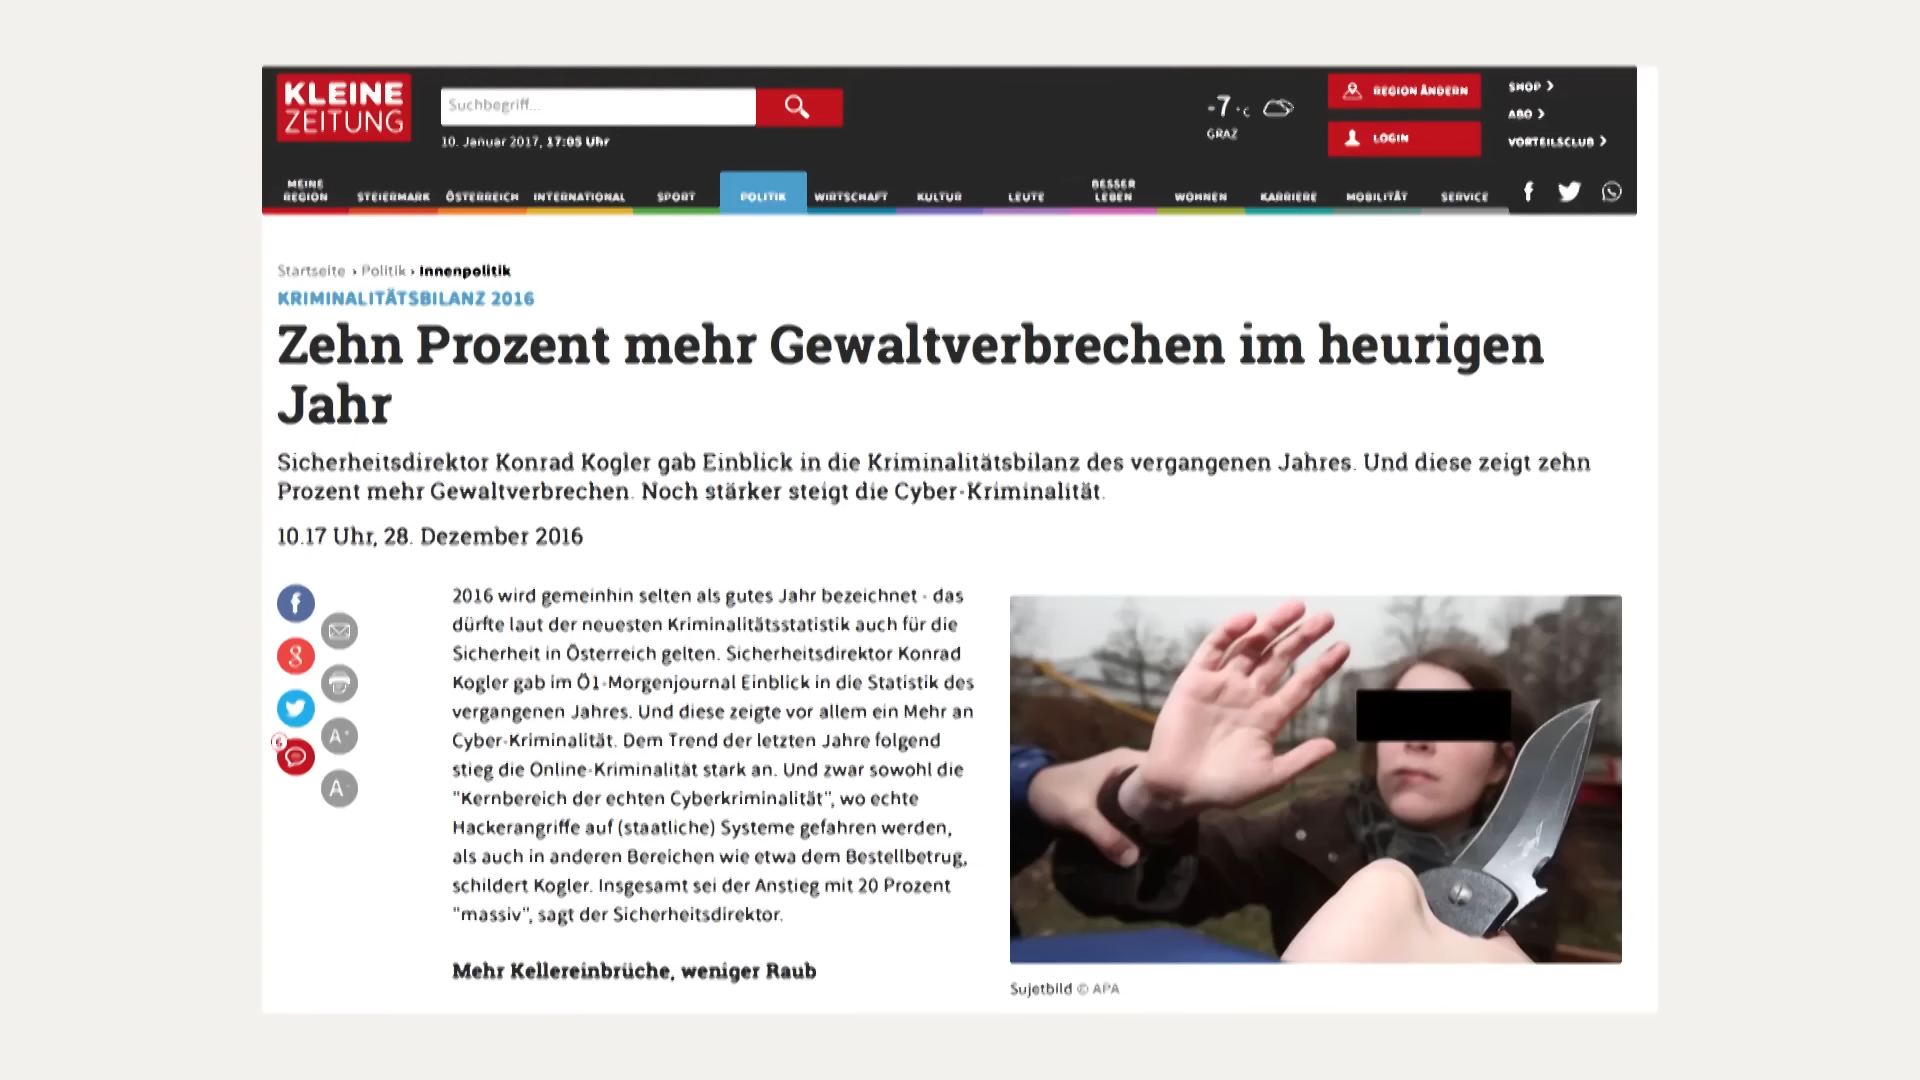 KLEINE
ZEITUNG
Suchbegriff...
10. Januar 2017, 17:05 Uhr
-7°C
GRAZ
REGION ÄNDERN
LOGIN
SHOP
ABO
VORTEILSCLUB
MEINE REGION STEIERMARK ÖSTERREICH INTERNATIONAL SPORT POLITIK WIRTSCHAFT KULTUR LEUTE BESSER LEBEN WOHNEN KARRIERE MOBILITÄT SERVICE
Startseite › Politik › Innenpolitik
KRIMINALITÄTSBILANZ 2016
Zehn Prozent mehr Gewaltverbrechen im heurigen
Jahr
Sicherheitsdirektor Konrad Kogler gab Einblick in die Kriminalitätsbilanz des vergangenen Jahres. Und diese zeigt zehn
Prozent mehr Gewaltverbrechen. Noch stärker steigt die Cyber-Kriminalität.
10.17 Uhr, 28. Dezember 2016
6
A+
A-
2016 wird gemeinhin selten als gutes Jahr bezeichnet - das
dürfte laut der neuesten Kriminalitätsstatistik auch für die
Sicherheit in Österreich gelten. Sicherheitsdirektor Konrad
Kogler gab im Ö1-Morgenjournal Einblick in die Statistik des
vergangenen Jahres. Und diese zeigte vor allem ein Mehr an
Cyber-Kriminalität. Dem Trend der letzten Jahre folgend
stieg die Online-Kriminalität stark an. Und zwar sowohl die
"Kernbereich der echten Cyberkriminalität", wo echte
Hackerangriffe auf (staatliche) Systeme gefahren werden,
als auch in anderen Bereichen wie etwa dem Bestellbetrug,
schildert Kogler. Insgesamt sei der Anstieg mit 20 Prozent
"massiv", sagt der Sicherheitsdirektor.
Mehr Kellereinbrüche, weniger Raub
Sujetbild © APA